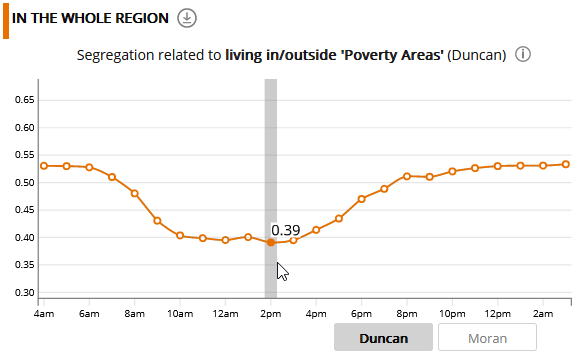 IN THE WHOLE REGION
Segregation related to living in/outside 'Poverty Areas' (Duncan) i
0.65
0.60
0.55
0.50
0.45
0.40
0.35
0.30
0.39
4am 6am 8am 10am 12am 2pm 4pm 6pm 8pm 10pm 12pm 2am
Duncan Moran